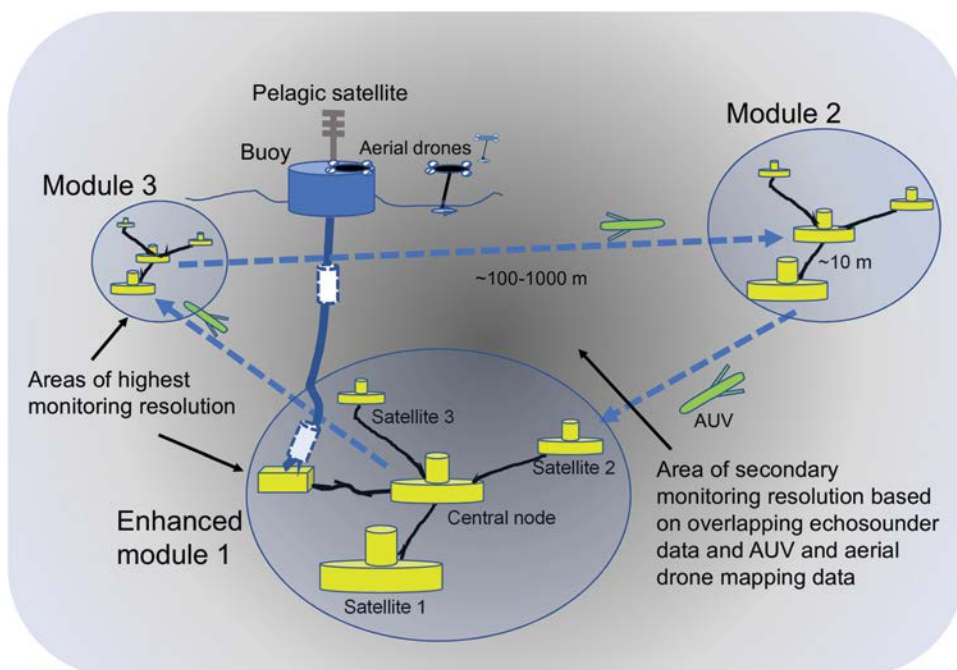 Pelagic satellite
Buoy
Aerial drones
Module 2
Module 3
~100-1000 m
~10 m
Areas of highest
monitoring resolution
Satellite 3
AUV
Satellite 2
Central node
Enhanced
module 1
Satellite 1
Area of secondary
monitoring resolution based
on overlapping echosounder
data and AUV and aerial
drone mapping data